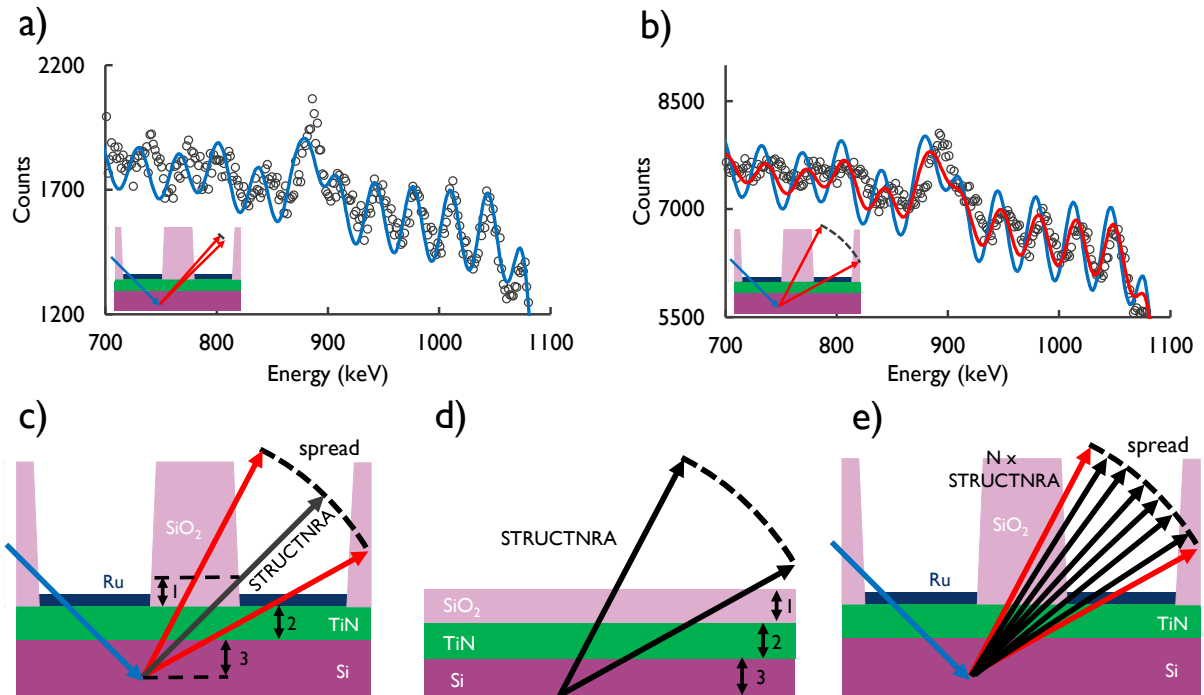 a)
2200
1700
1200
Counts
700 800 900 1000 1100
Energy (keV)
b)
8500
7000
5500
Counts
700 800 900 1000 1100
Energy (keV)
c)
spread
STRUCTNRA
SiO2
1
Ru
2
TiN
3
Si
d)
STRUCTNRA
SiO2
1
TiN
2
Si
3
e)
spread
N x
STRUCTNRA
SiO2
Ru
TiN
Si